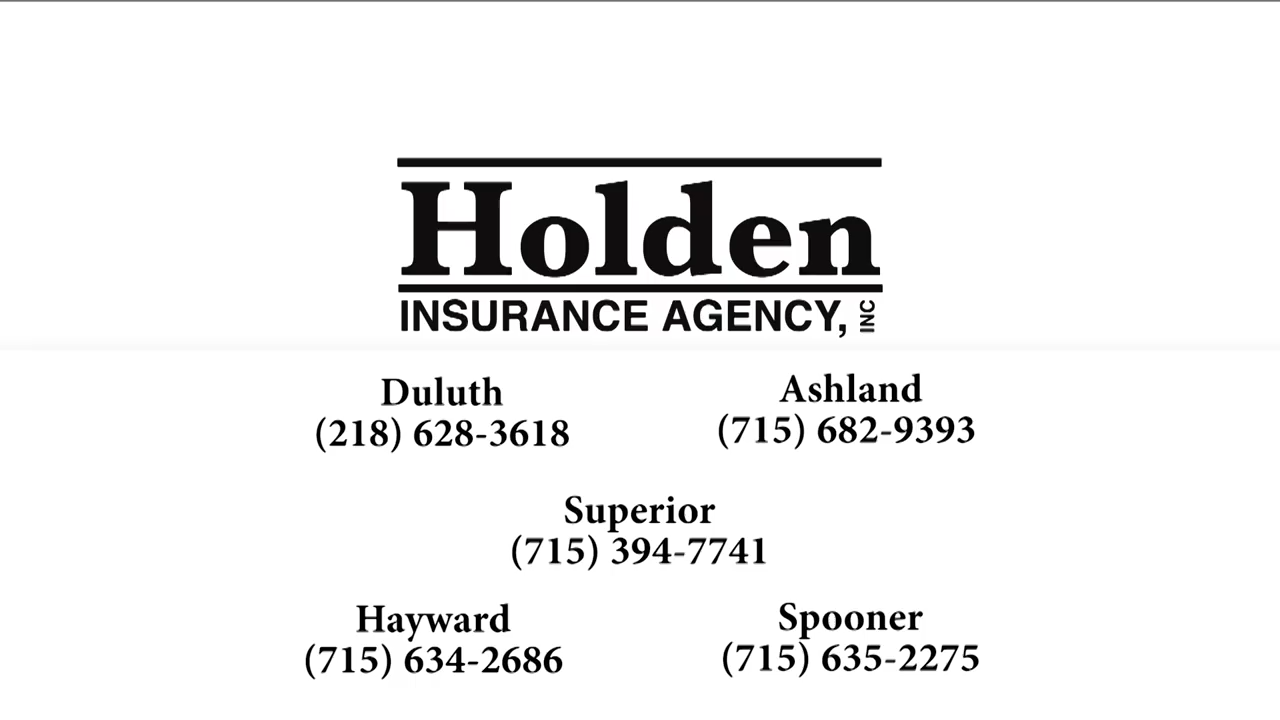 Holden
INSURANCE AGENCY, INC
Duluth
(218) 628-3618
Ashland
(715) 682-9393
Superior
(715) 394-7741
Hayward
(715) 634-2686
Spooner
(715) 635-2275